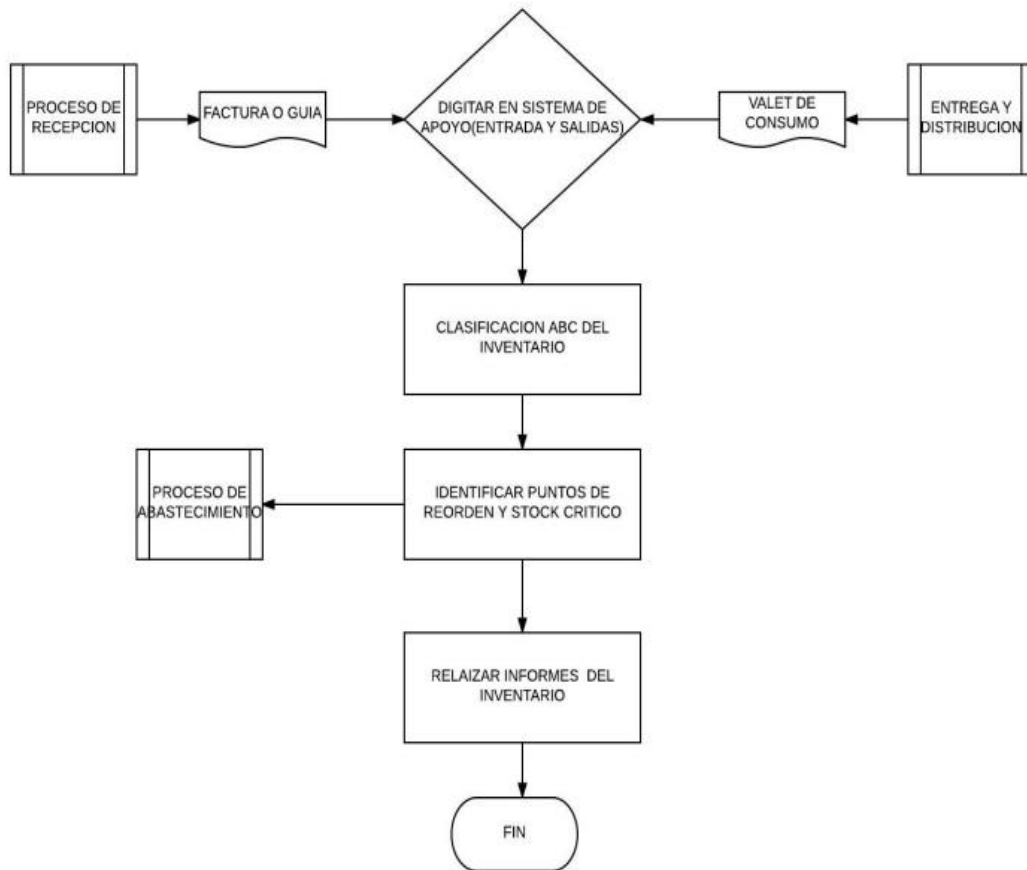 PROCESO DE
RECEPCION
FACTURA O GUIA
DIGITAR EN SISTEMA DE
APOYO(ENTRADA Y SALIDAS)
VALET DE
CONSUMO
ENTREGA Y
DISTRIBUCION
CLASIFICACION ABC DEL
INVENTARIO
PROCESO DE
ABASTECIMIENTO
IDENTIFICAR PUNTOS DE
REORDEN Y STOCK CRITICO
RELAIZAR INFORMES DEL
INVENTARIO
FIN